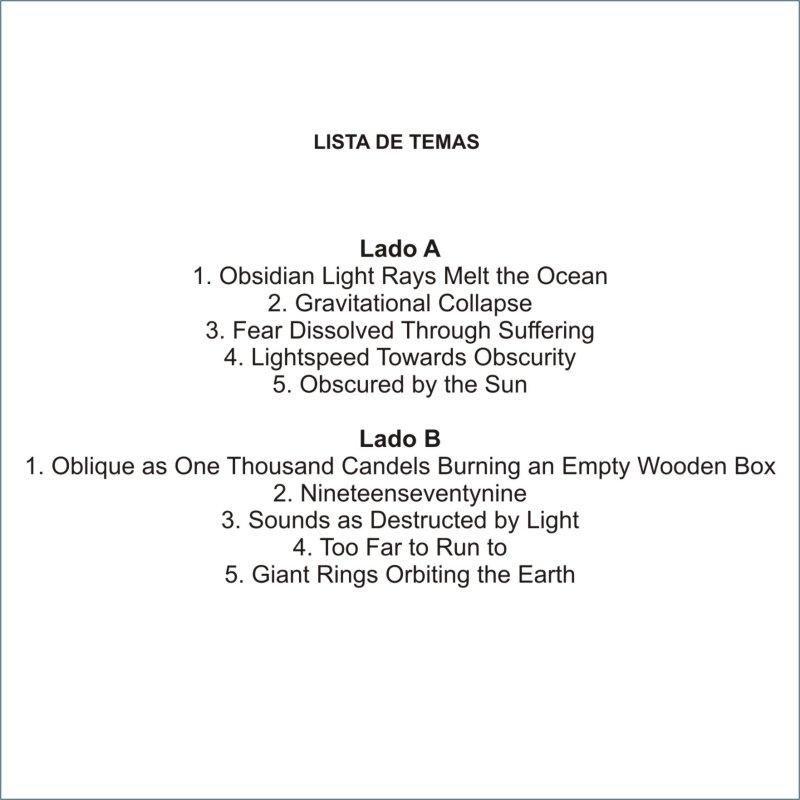 LISTA DE TEMAS
Lado A
1. Obsidian Light Rays Melt the Ocean
2. Gravitational Collapse
3. Fear Dissolved Through Suffering
4. Lightspeed Towards Obscurity
5. Obscured by the Sun
Lado B
1. Oblique as One Thousand Candels Burning an Empty Wooden Box
2. Nineteenseventynine
3. Sounds as Destructed by Light
4. Too Far to Run to
5. Giant Rings Orbiting the Earth